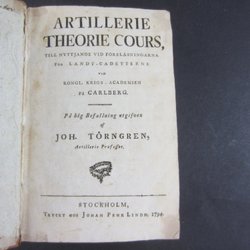 ARTILLERIE
THEORIE COURS,
TILL NYTTJANDE VID FÖRELÄSNINGARNA
FÖR LANDT-CADETTERNE
VID
KONGL. KRIGS-ACADEMIEN
PÅ CARLBERG.
På hög Befallning utgifven
af
JOH. TÖRNGREN,
Artillerie Professor.
STOCKHOLM,
TRYCKT HOS JOHAN PEHR LINDH, 1794.